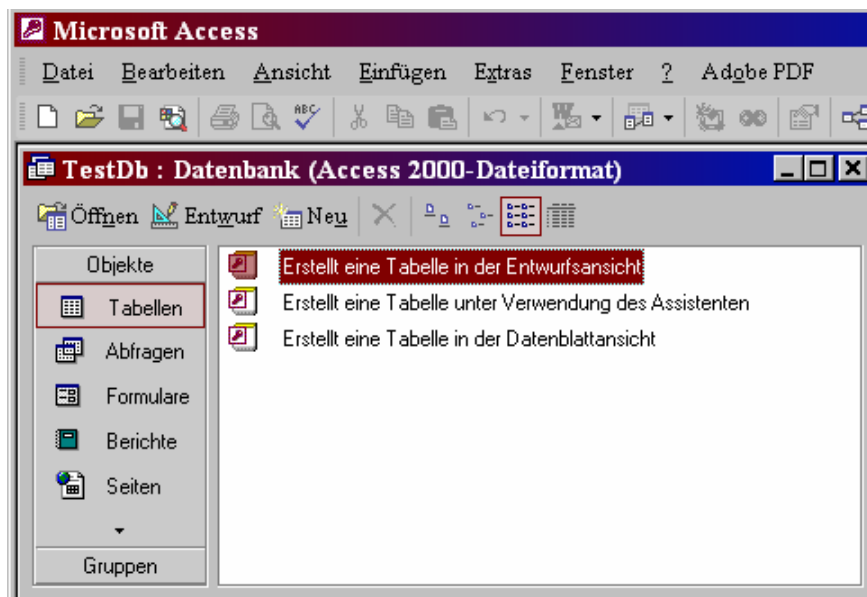 Microsoft Access
Datei Bearbeiten Ansicht Einfügen Extras Fenster ? Adobe PDF
ABC
TestDb : Datenbank (Access 2000-Dateiformat)
Öffnen Entwurf Neu
Objekte
Tabellen
Abfragen
Formulare
Berichte
Seiten
Gruppen
Erstellt eine Tabelle in der Entwurfsansicht
Erstellt eine Tabelle unter Verwendung des Assistenten
Erstellt eine Tabelle in der Datenblattansicht